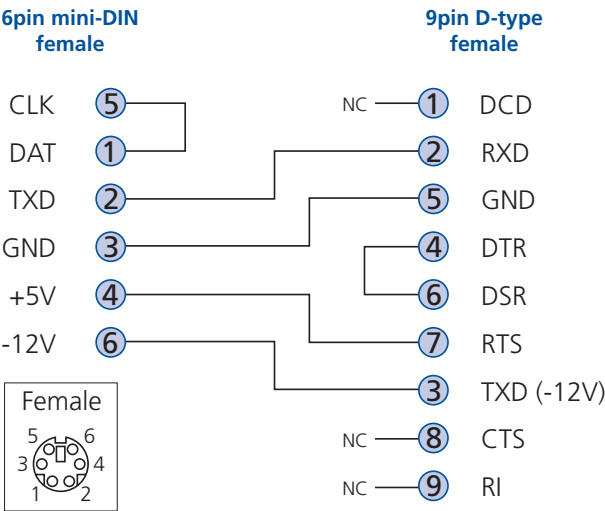 6pin mini-DIN
female
9pin D-type
female
CLK 5
DAT 1
TXD 2
GND 3
+5V 4
-12V 6
NC 1 DCD
2 RXD
5 GND
4 DTR
6 DSR
7 RTS
3 TXD (-12V)
NC 8 CTS
NC 9 RI
Female
5 6
3 4
1 2